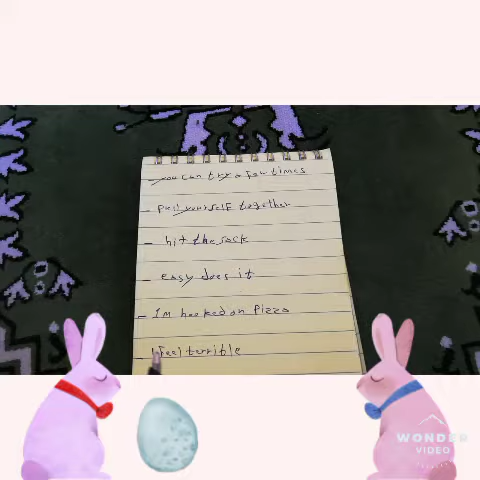 - you can try a few times
- pull yourself together
- hit the sack
easy does it
- I'm hooked on pizza
I feel terrible
WONDER
VIDEO